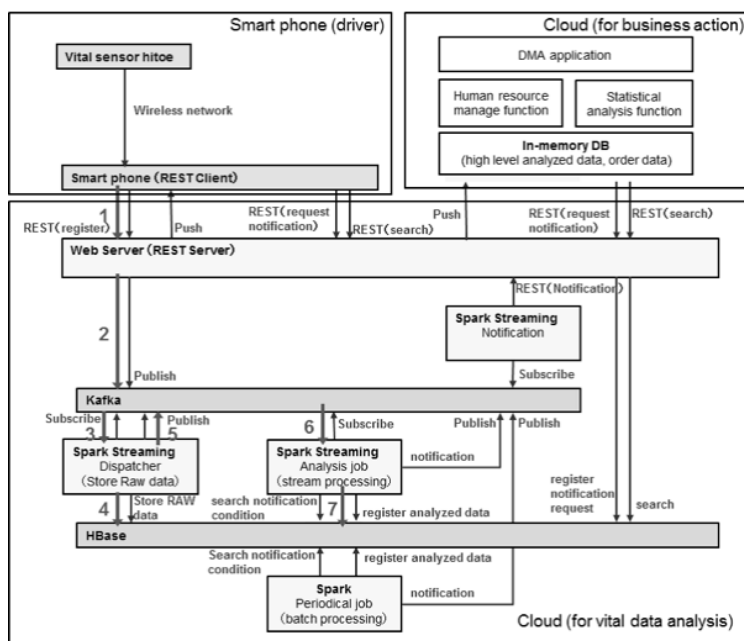 Smart phone (driver)
Vital sensor hitoe
Wireless network
Smart phone (REST Client)
Cloud (for business action)
DMA application
Human resource
manage function
Statistical
analysis function
In-memory DB
(high level analyzed data, order data)
1
REST(register)
Push
REST(request
notification)
REST(search)
Push
REST(request
notification)
REST(search)
Web Server (REST Server)
REST(Notification)
Spark Streaming
Notification
2
Publish
Subscribe
Kafka
Subscribe
3
5
Publish
6
Subscribe
Publish
Publish
Spark Streaming
Dispatcher
(Store Raw data)
Spark Streaming
Analysis job
(stream processing)
notification
4
Store RAW
data
search notification
condition
7
register analyzed data
register
notification
request
search
HBase
Search notification
condition
register analyzed data
Spark
Periodical job
(batch processing)
notification
Cloud (for vital data analysis)